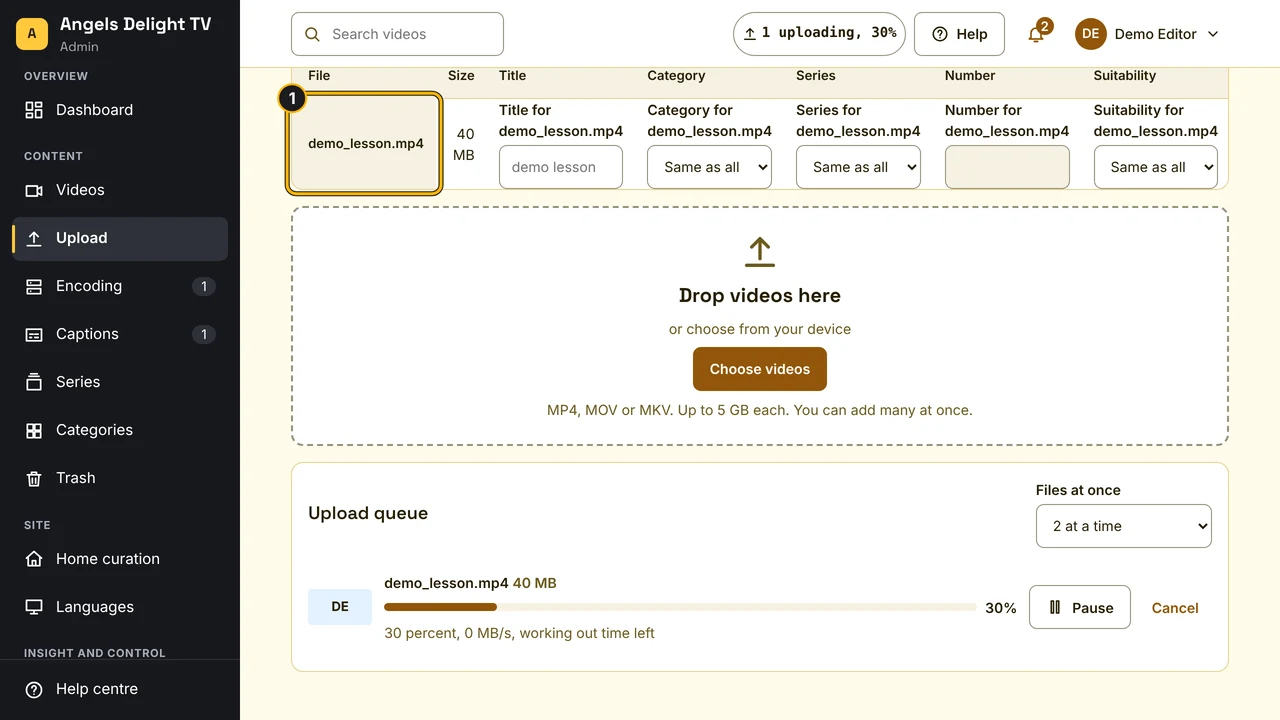 A
Angels Delight TV
Admin
OVERVIEW
Dashboard
CONTENT
Videos
Upload
Encoding 1
Captions 1
Series
Categories
Trash
SITE
Home curation
Languages
INSIGHT AND CONTROL
Help centre
Search videos
1 uploading, 30%
Help
2
DE
Demo Editor
File Size Title Category Series Number Suitability
1
demo_lesson.mp4
40
MB
Title for
demo_lesson.mp4
demo lesson
Category for
demo_lesson.mp4
Same as all
Series for
demo_lesson.mp4
Same as all
Number for
demo_lesson.mp4
Suitability for
demo_lesson.mp4
Same as all
Drop videos here
or choose from your device
Choose videos
MP4, MOV or MKV. Up to 5 GB each. You can add many at once.
Upload queue
Files at once
2 at a time
DE
demo_lesson.mp4 40 MB
30%
Pause
Cancel
30 percent, 0 MB/s, working out time left